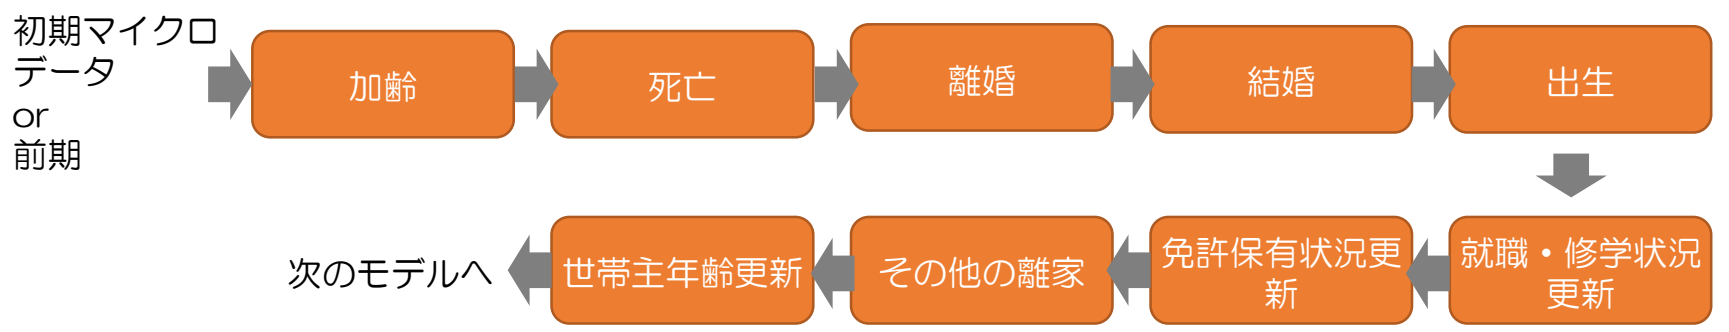 初期マイクロ
データ
or
前期
加齢
死亡
離婚
結婚
出生
就職・修学状況
更新
免許保有状況更
新
その他の離家
世帯主年齢更新
次のモデルへ